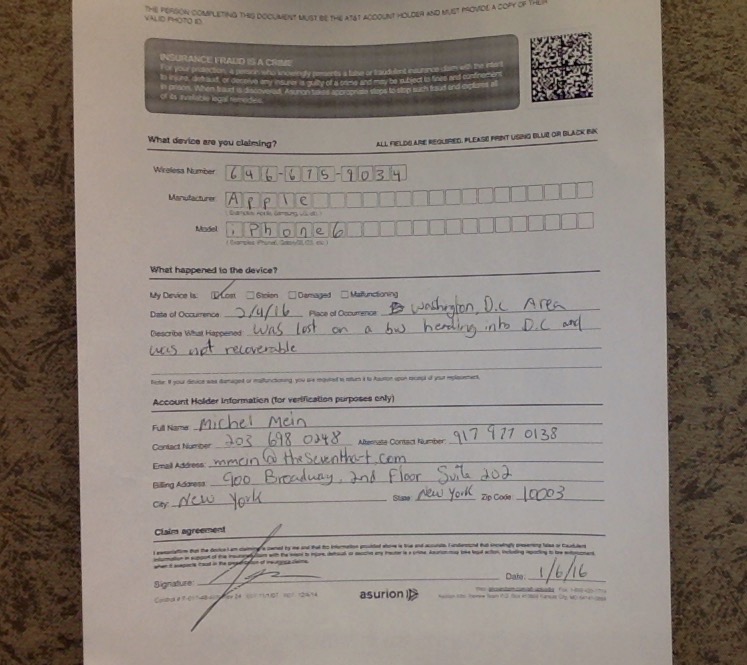 THE PERSON COMPLETING THIS DOCUMENT MUST BE THE AT&T ACCOUNT HOLDER AND MUST PROVIDE A COPY OF THEIR
VALID PHOTO ID.
INSURANCE FRAUD IS A CRIME
For your protection, a person who knowingly presents a false or fraudulent insurance claim with the intent
to injure, defraud, or deceive any insurer is guilty of a crime and may be subject to fines and confinement
in prison. When fraud is discovered, Asurion takes appropriate steps to stop such fraud and explores all
of its available legal remedies.
What device are you claiming?
ALL FIELDS ARE REQUIRED. PLEASE PRINT USING BLUE OR BLACK INK
Wireless Number 646-675-9034
Manufacturer Apple
(Examples: Apple, Samsung, LG, etc.)
Model iPhone6
(Examples: iPhone6, GalaxyS5, G3, etc.)
What happened to the device?
My Device Is: Lost Stolen Damaged Malfunctioning
Date of Occurrence: 2/4/16 Place of Occurrence: Washington, D.C Area
Describe What Happened: was lost on a bus heading into D.C and
was not recoverable
Note: If your device was damaged or malfunctioning, you are required to return it to Asurion upon receipt of your replacement.
Account Holder Information (for verification purposes only)
Full Name: Michel Mein
Contact Number: 203 698 0248 Alternate Contact Number: 917 977 0138
Email Address: mmein@theseventhart.com
Billing Address: 900 Broadway, 2nd Floor Suite 202
City: New York State: New York Zip Code: 10003
Claim agreement
I swear/affirm that the device I am claiming is owned by me and that the information provided above is true and accurate. I understand that knowingly presenting false or fraudulent
information in support of this insurance claim with the intent to injure, defraud, or deceive any insurer is a crime. Asurion may take legal action, including reporting to law enforcement,
when it suspects fraud in the presentation of insurance claims.
Signature: Date: 1/6/16
asurion